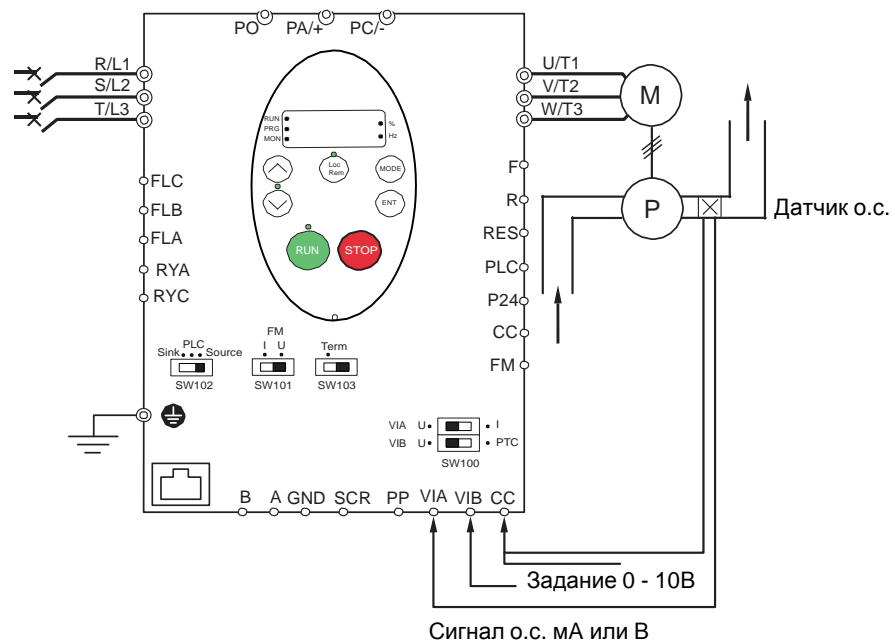 PO PA/+ PC/-
R/L1
S/L2
T/L3
U/T1
V/T2
W/T3
M
RUN
PRG
MON
%
Hz
Loc
Rem
MODE
ENT
RUN
STOP
FLC
FLB
FLA
RYA
RYC
F
R
RES
PLC
P24
CC
FM
P
Датчик о.с.
PLC
Sink Source
SW102
FM
I U
SW101
Term
SW103
VIA U I
VIB U PTC
SW100
B A GND SCR PP VIA VIB CC
Задание 0 - 10В
Сигнал о.с. мА или В